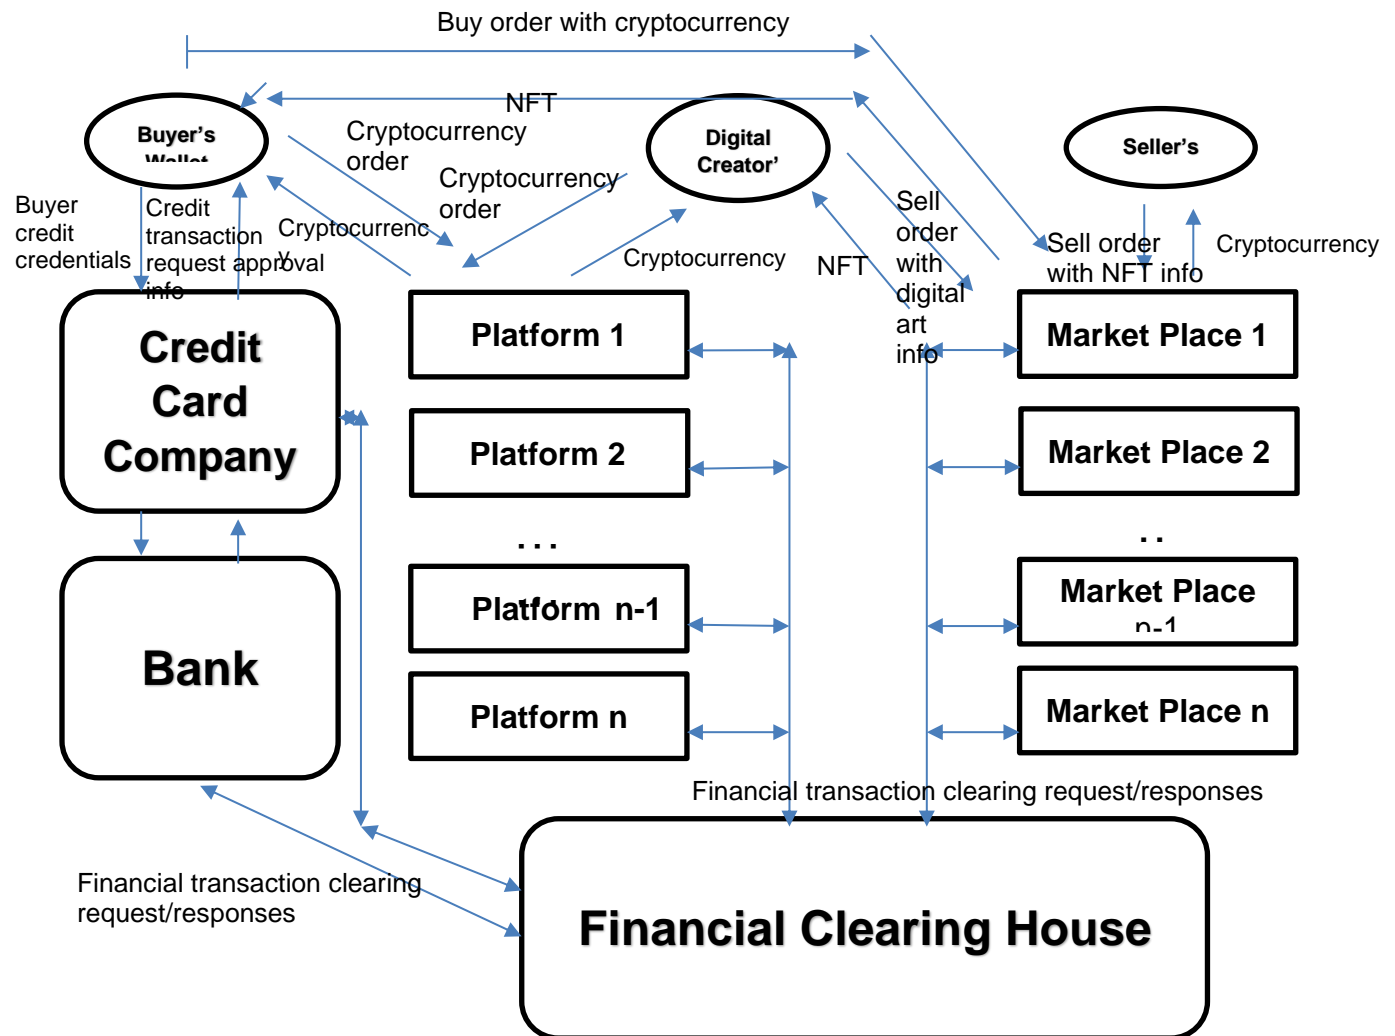 Buy order with cryptocurrency
NFT
Buyer's
Wallet
Digital
Creator'
Seller's
Cryptocurrency
order
Cryptocurrency
order
Buyer
credit
credentials
Credit
transaction
request approval
info
Cryptocurrenc
y
Cryptocurrency
NFT
Sell
order
with
digital
art
info
Sell order
with NFT info
Cryptocurrency
Credit
Card
Company
Platform 1
Market Place 1
Platform 2
Market Place 2
...
..
Platform n-1
Market Place
n-1
Bank
Platform n
Market Place n
Financial transaction clearing request/responses
Financial transaction clearing
request/responses
Financial Clearing House